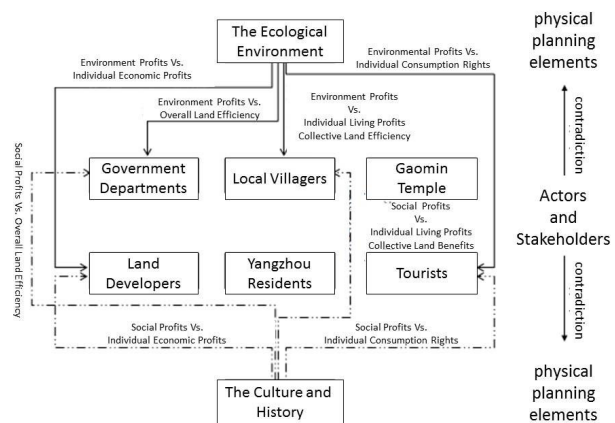 The Ecological
Environment
physical
planning
elements
Environment Profits Vs.
Individual Economic Profits
Environmental Profits Vs.
Individual Consumption Rights
Environment Profits Vs.
Overall Land Efficiency
Environment Profits
Vs.
Individual Living Profits
Collective Land Efficiency
contradiction
Social Profits Vs. Overall Land
Efficiency
Government
Departments
Local Villagers
Gaomin
Temple
Actors
and
Stakeholders
Social Profits
Vs.
Individual Living Profits
Collective Land Benefits
Land
Developers
Yangzhou
Residents
Tourists
contradiction
Social Profits Vs.
Individual Economic Profits
Social Profits Vs.
Individual Consumption Rights
The Culture and
History
physical
planning
elements